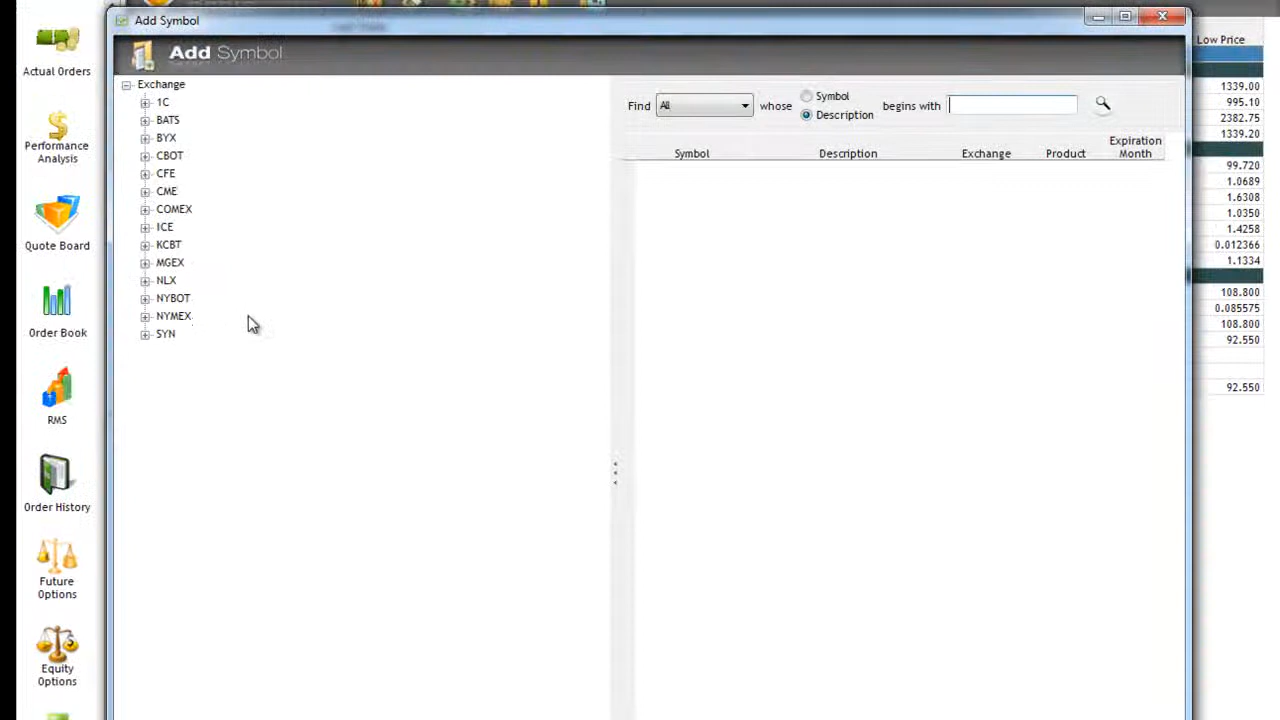 Add Symbol
Add Symbol
Actual Orders
Performance
Analysis
Quote Board
Order Book
RMS
Order History
Future
Options
Equity
Options
Exchange
1C
BATS
BYX
CBOT
CFE
CME
COMEX
ICE
KCBT
MGEX
NLX
NYBOT
NYMEX
SYN
Find All whose Symbol Description begins with
Symbol Description Exchange Product Expiration Month
Low Price
1339.00
995.10
2382.75
1339.20
99.720
1.0689
1.6308
1.0350
1.4258
0.012366
1.1334
108.800
0.085575
108.800
92.550
92.550